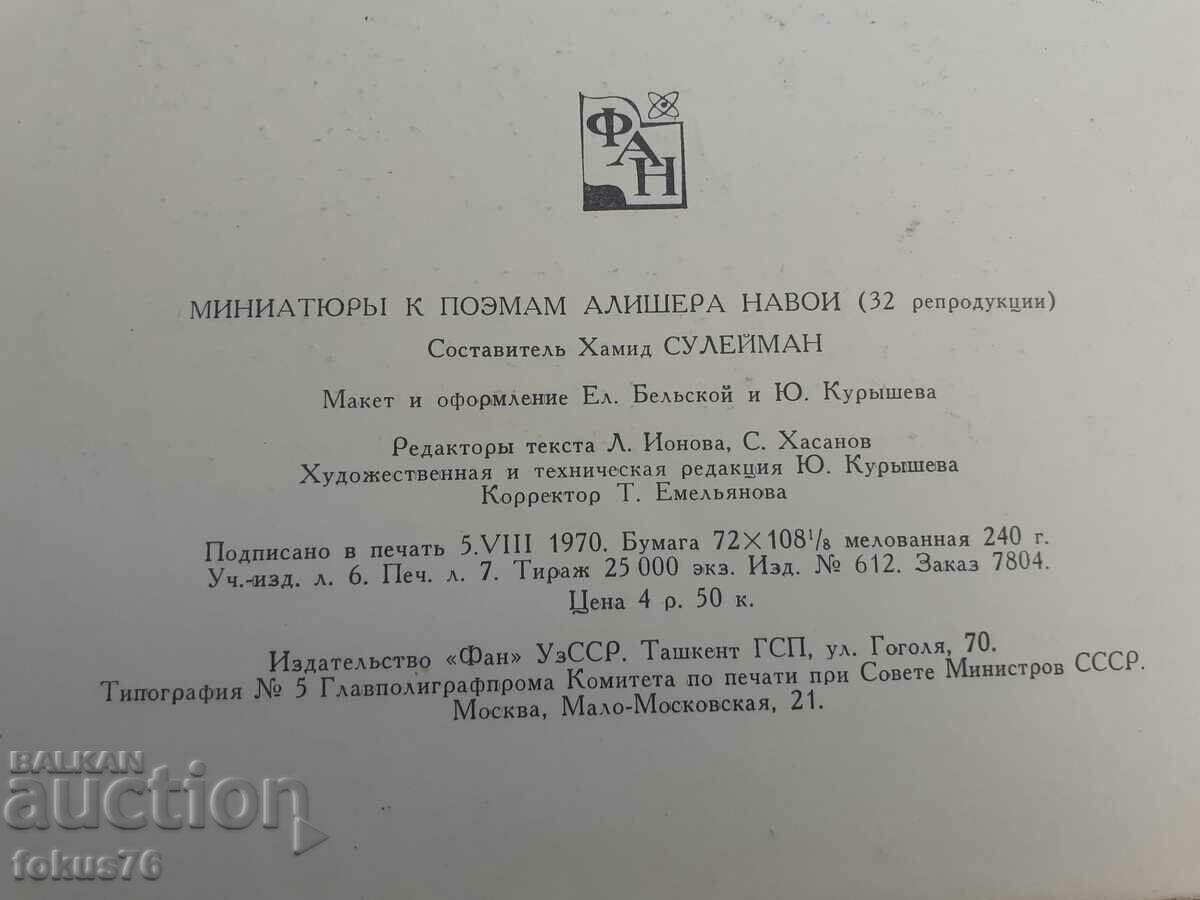 ФАН
МИНИАТЮРЫ К ПОЭМАМ АЛИШЕРА НАВОИ (32 репродукции)
Составитель Хамид СУЛЕЙМАН
Макет и оформление Ел. Бельской и Ю. Курышева
Редакторы текста Л. Ионова, С. Хасанов
Художественная и техническая редакция Ю. Курышева
Корректор Т. Емельянова
Подписано в печать 5.VIII 1970. Бумага 72×108¹/₈ мелованная 240 г.
Уч.-изд. л. 6. Печ. л. 7. Тираж 25 000 экз. Изд. № 612. Заказ 7804.
Цена 4 р. 50 к.
Издательство «Фан» УзССР. Ташкент ГСП, ул. Гоголя, 70.
Типография № 5 Главполиграфпрома Комитета по печати при Совете Министров СССР.
Москва, Мало-Московская, 21.
BALKAN
auction
fokus76